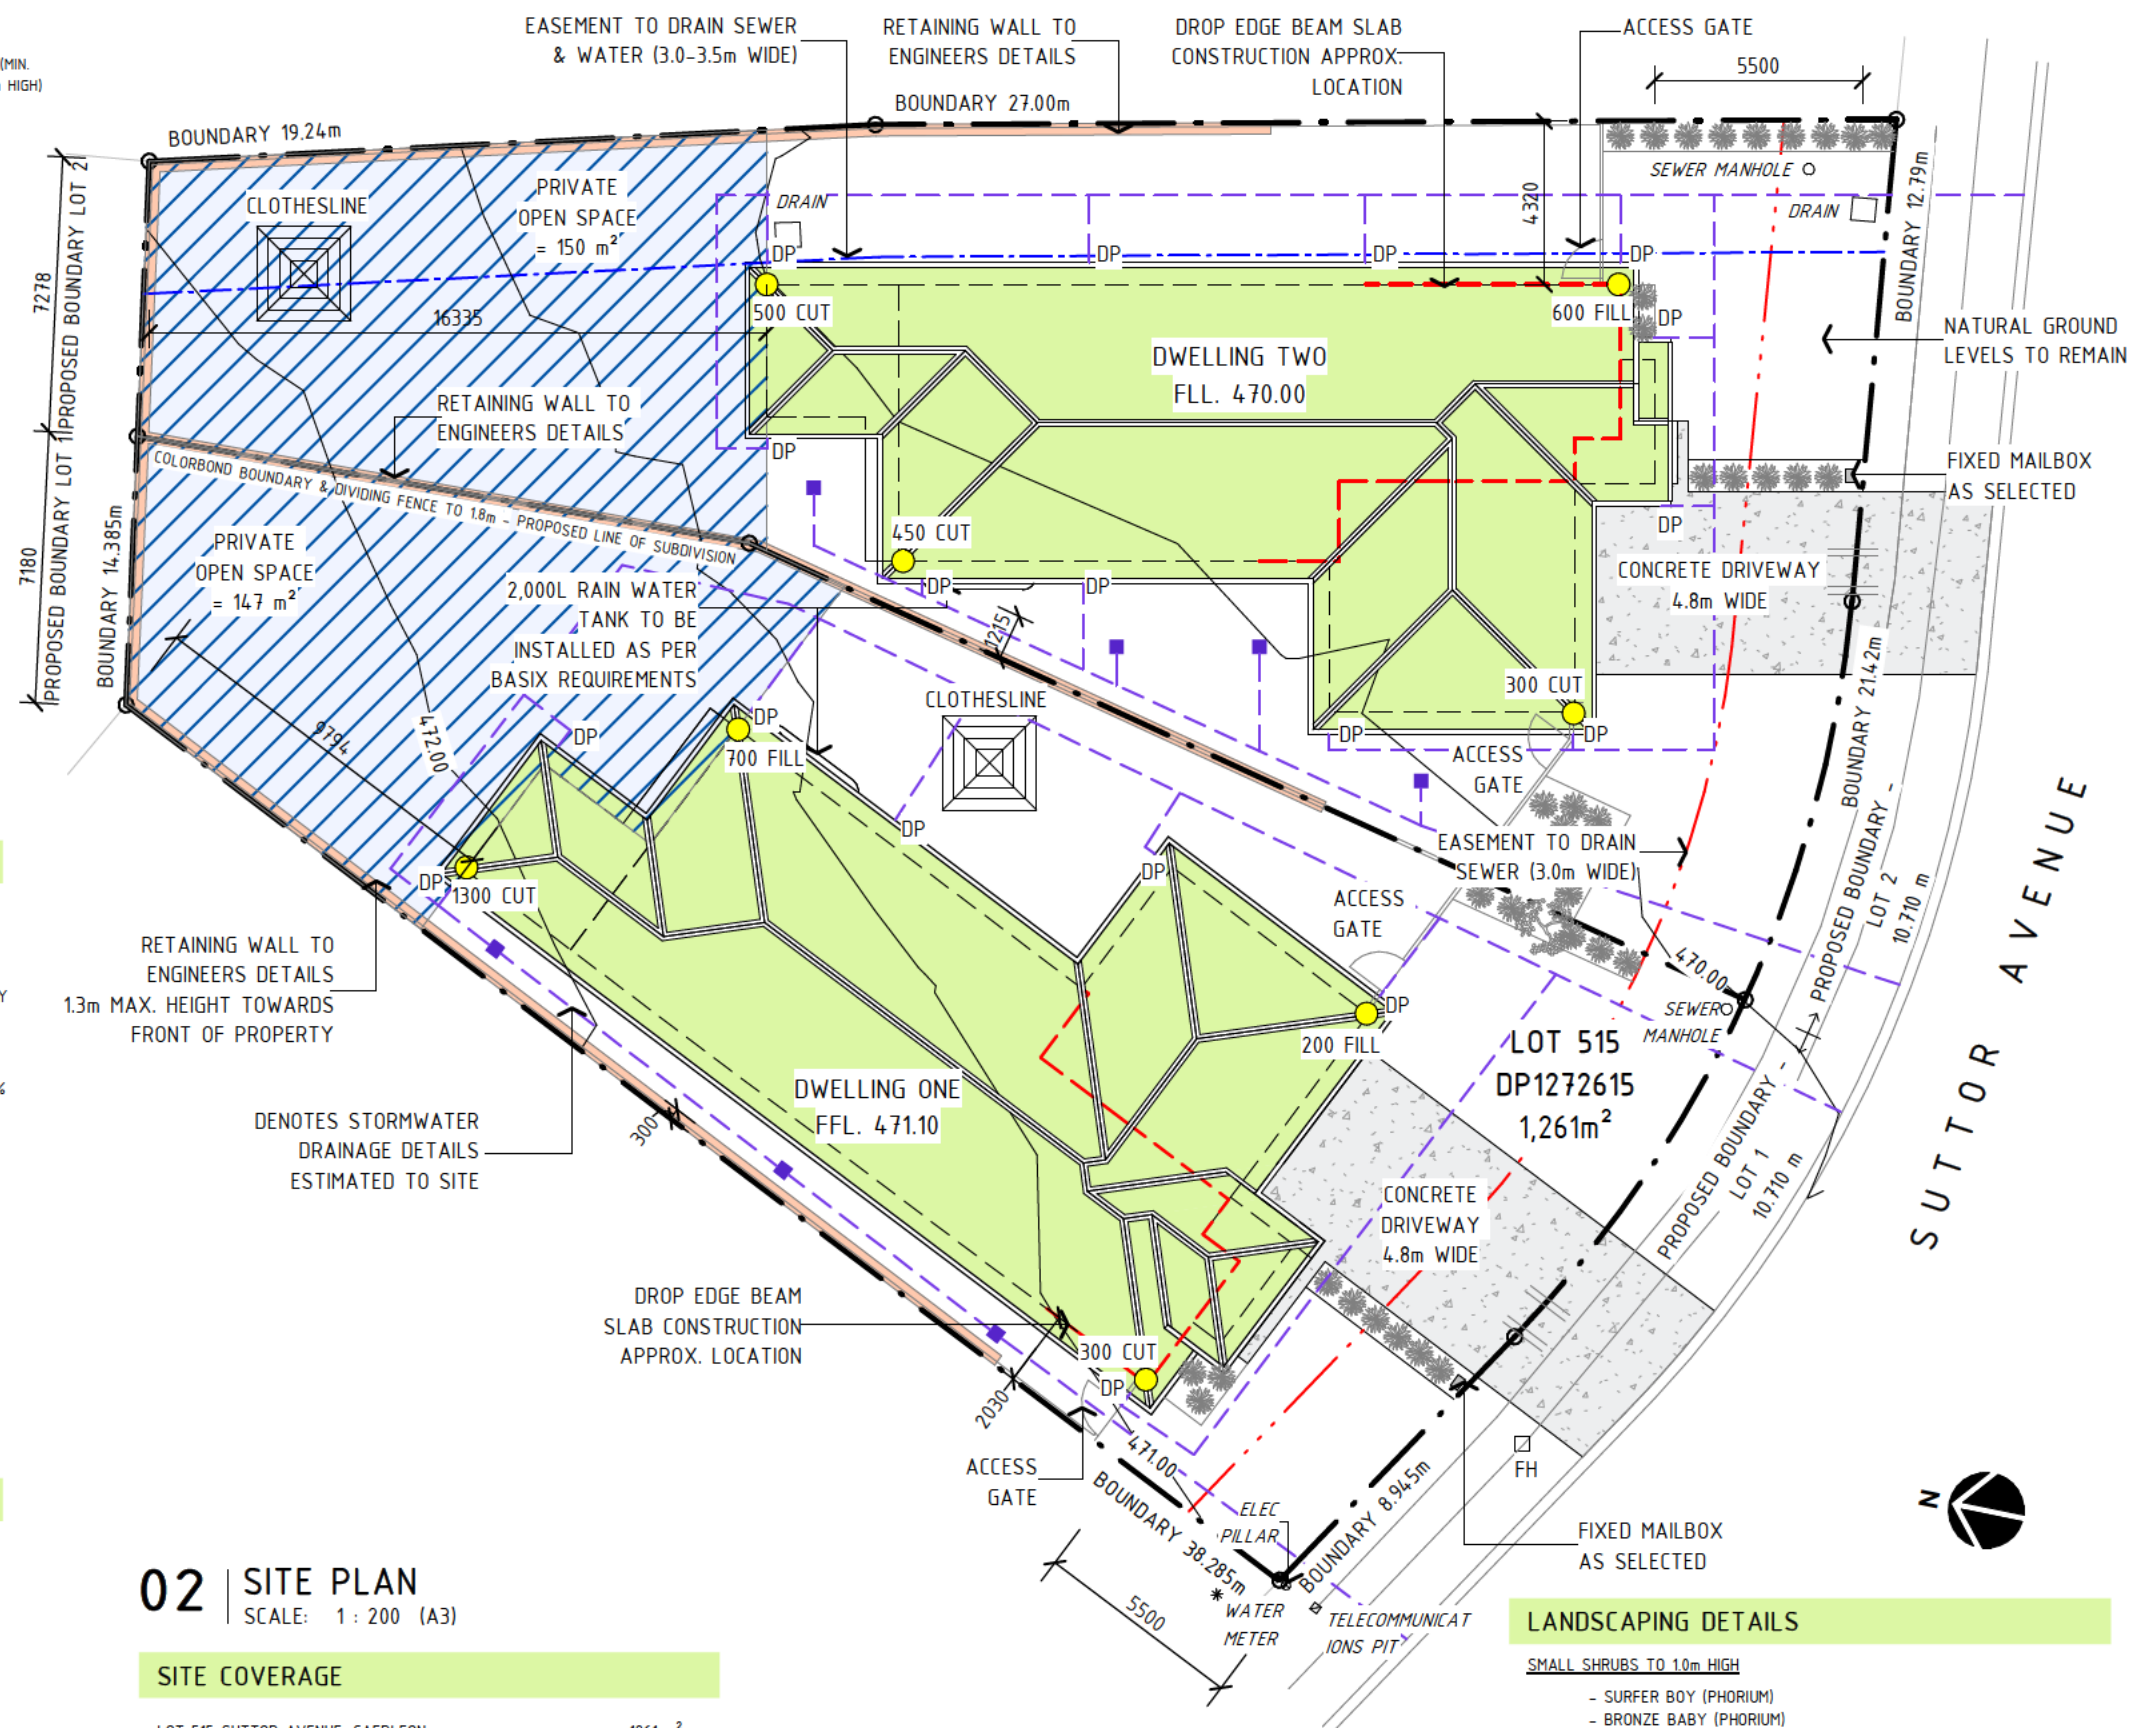 EASEMENT TO DRAIN SEWER
& WATER (3.0-3.5m WIDE)
RETAINING WALL TO
ENGINEERS DETAILS
DROP EDGE BEAM SLAB
CONSTRUCTION APPROX.
LOCATION
ACCESS GATE
(MIN.
HIGH)
5500
BOUNDARY 19.24m
BOUNDARY 27.00m
SEWER MANHOLE
DRAIN
BOUNDARY 12.79m
CLOTHESLINE
PRIVATE
OPEN SPACE
= 150 m²
DRAIN
4320
DP
DP
DP
DP
7278
PROPOSED BOUNDARY LOT 2
16335
500 CUT
600 FILL
DP
DWELLING TWO
FLL. 470.00
NATURAL GROUND
LEVELS TO REMAIN
RETAINING WALL TO
ENGINEERS DETAILS
DP
COLORBOND BOUNDARY & DIVIDING FENCE TO 1.8m - PROPOSED LINE OF SUBDIVISION
FIXED MAILBOX
AS SELECTED
7180
PROPOSED BOUNDARY LOT 1
BOUNDARY 14.385m
PRIVATE
OPEN SPACE
= 147 m²
450 CUT
DP
2,000L RAIN WATER
TANK TO BE
INSTALLED AS PER
BASIX REQUIREMENTS
DP
DP
CONCRETE DRIVEWAY
4.8m WIDE
1215
BOUNDARY 21.42m
300 CUT
CLOTHESLINE
9794
472.00
DP
DP
700 FILL
DP
DP
ACCESS
GATE
DP
DP
EASEMENT TO DRAIN
SEWER (3.0m WIDE)
DP
1300 CUT
ACCESS
GATE
PROPOSED BOUNDARY -
LOT 2
10.710 m
SUTTOR AVENUE
RETAINING WALL TO
ENGINEERS DETAILS
1.3m MAX. HEIGHT TOWARDS
FRONT OF PROPERTY
Y
470.00
SEWER
MANHOLE
DP
200 FILL
LOT 515
DP1272615
1,261m²
%
DWELLING ONE
FFL. 471.10
DENOTES STORMWATER
DRAINAGE DETAILS
ESTIMATED TO SITE
300
PROPOSED BOUNDARY -
LOT 1
10.710 m
CONCRETE
DRIVEWAY
4.8m WIDE
DROP EDGE BEAM
SLAB CONSTRUCTION
APPROX. LOCATION
300 CUT
DP
2030
ACCESS
GATE
471.00
BOUNDARY 38.285m
BOUNDARY 8.945m
FH
ELEC
PILLAR
N
FIXED MAILBOX
AS SELECTED
5500
WATER
METER
TELECOMMUNICAT
IONS PIT
02 SITE PLAN
SCALE: 1 : 200 (A3)
SITE COVERAGE
LANDSCAPING DETAILS
SMALL SHRUBS TO 1.0m HIGH
- SURFER BOY (PHORIUM)
- BRONZE BABY (PHORIUM)